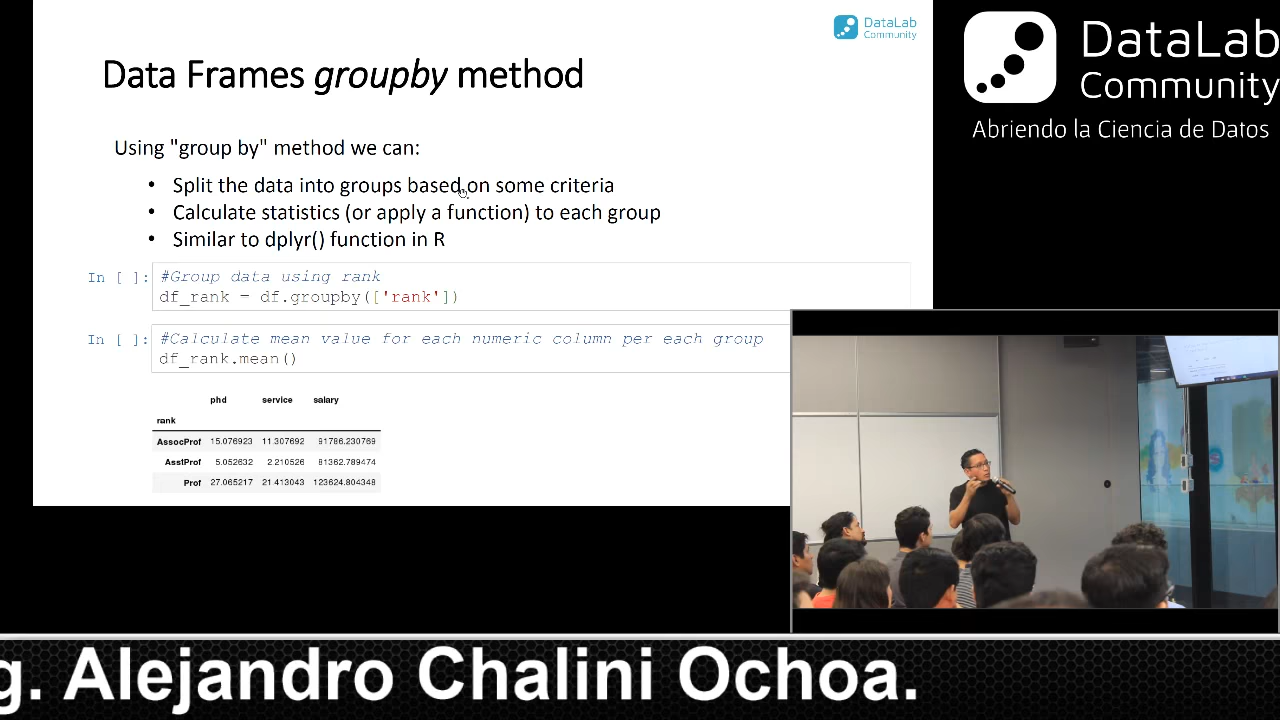 DataLab
Community
Data Frames groupby method
Using "group by" method we can:
• Split the data into groups based on some criteria
• Calculate statistics (or apply a function) to each group
• Similar to dplyr() function in R
In [ ]: #Group data using rank
df_rank = df.groupby(['rank'])
In [ ]: #Calculate mean value for each numeric column per each group
df_rank.mean()
phd service salary
rank
AssocProf 15.076923 11.307692 91786.230769
AsstProf 5.052632 2.210526 81362.789474
Prof 27.065217 21.413043 123624.804348
DataLab
Community
Abriendo la Ciencia de Datos
g. Alejandro Chalini Ochoa.